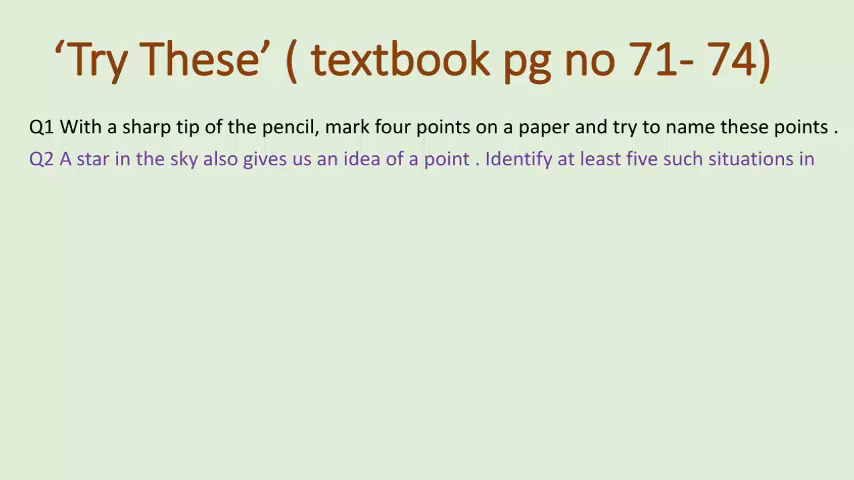 ‘Try These’ ( textbook pg no 71- 74)
Q1 With a sharp tip of the pencil, mark four points on a paper and try to name these points .
Q2 A star in the sky also gives us an idea of a point . Identify at least five such situations in